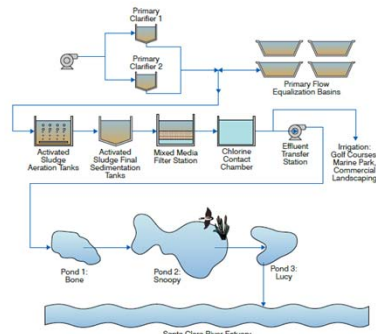 Primary
Clarifier 1
Primary
Clarifier 2
Primary Flow
Equalization Basins
Activated
Sludge
Aeration Tanks
Activated
Sludge Final
Sedimentation
Tanks
Mixed Media
Filter Station
Chlorine
Contact
Chamber
Effluent
Transfer
Station
Irrigation:
Golf Courses
Marine Park,
Commercial
Landscaping
Pond 1:
Bone
Pond 2:
Snoopy
Pond 3:
Lucy
Santa Clara River Estuary